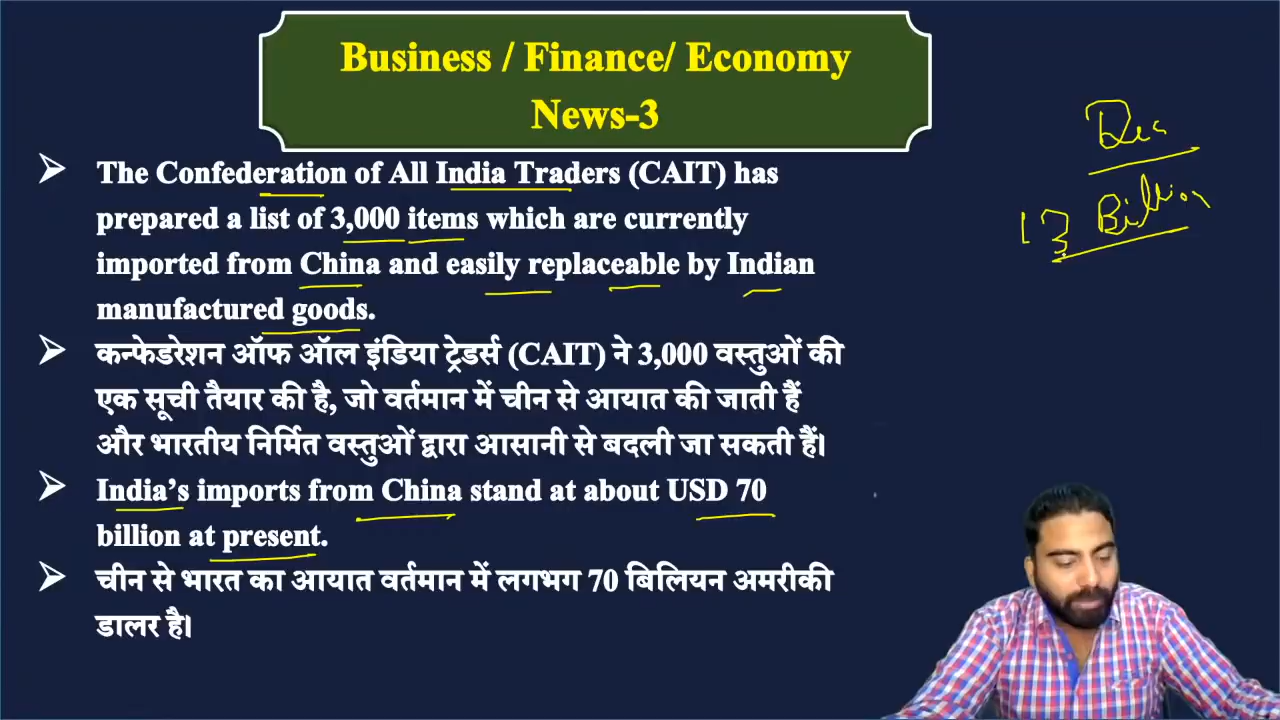 Business / Finance/ Economy
News-3
The Confederation of All India Traders (CAIT) has
prepared a list of 3,000 items which are currently
imported from China and easily replaceable by Indian
manufactured goods.
कन्फेडरेशन ऑफ ऑल इंडिया ट्रेडर्स (CAIT) ने 3,000 वस्तुओं की
एक सूची तैयार की है, जो वर्तमान में चीन से आयात की जाती हैं
और भारतीय निर्मित वस्तुओं द्वारा आसानी से बदली जा सकती हैं।
India's imports from China stand at about USD 70
billion at present.
चीन से भारत का आयात वर्तमान में लगभग 70 बिलियन अमरीकी
डालर है।
Dec
13 Billion